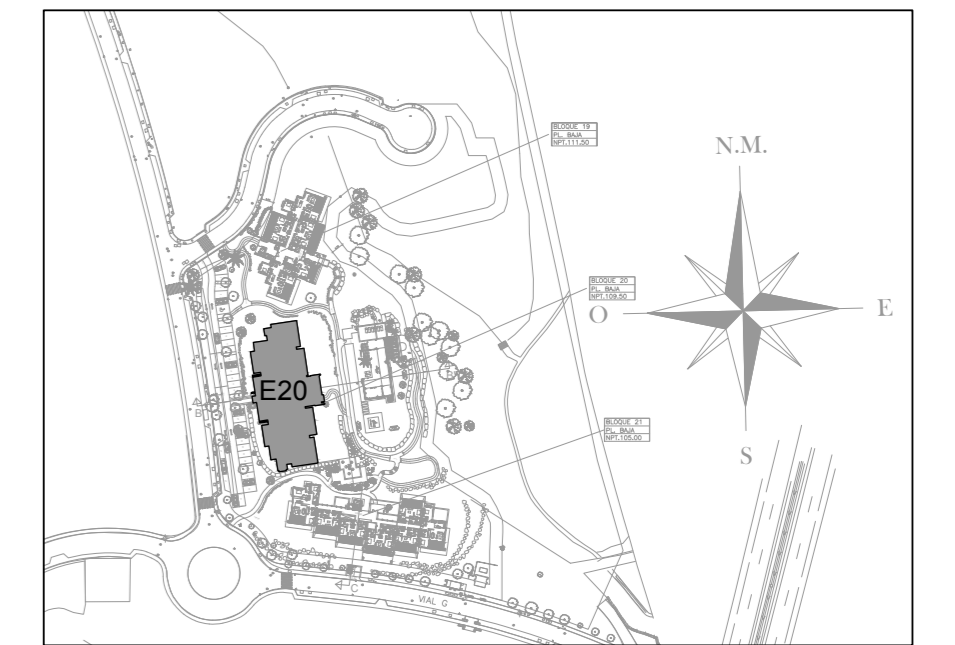 BLOQUE 19
PL. BAJA
NPT.111.50
N.M.
BLOQUE 20
PL. BAJA
NPT.109.50
O
E
E20
B
B
BLOQUE 21
PL. BAJA
NPT.105.00
S
C
VIAL G